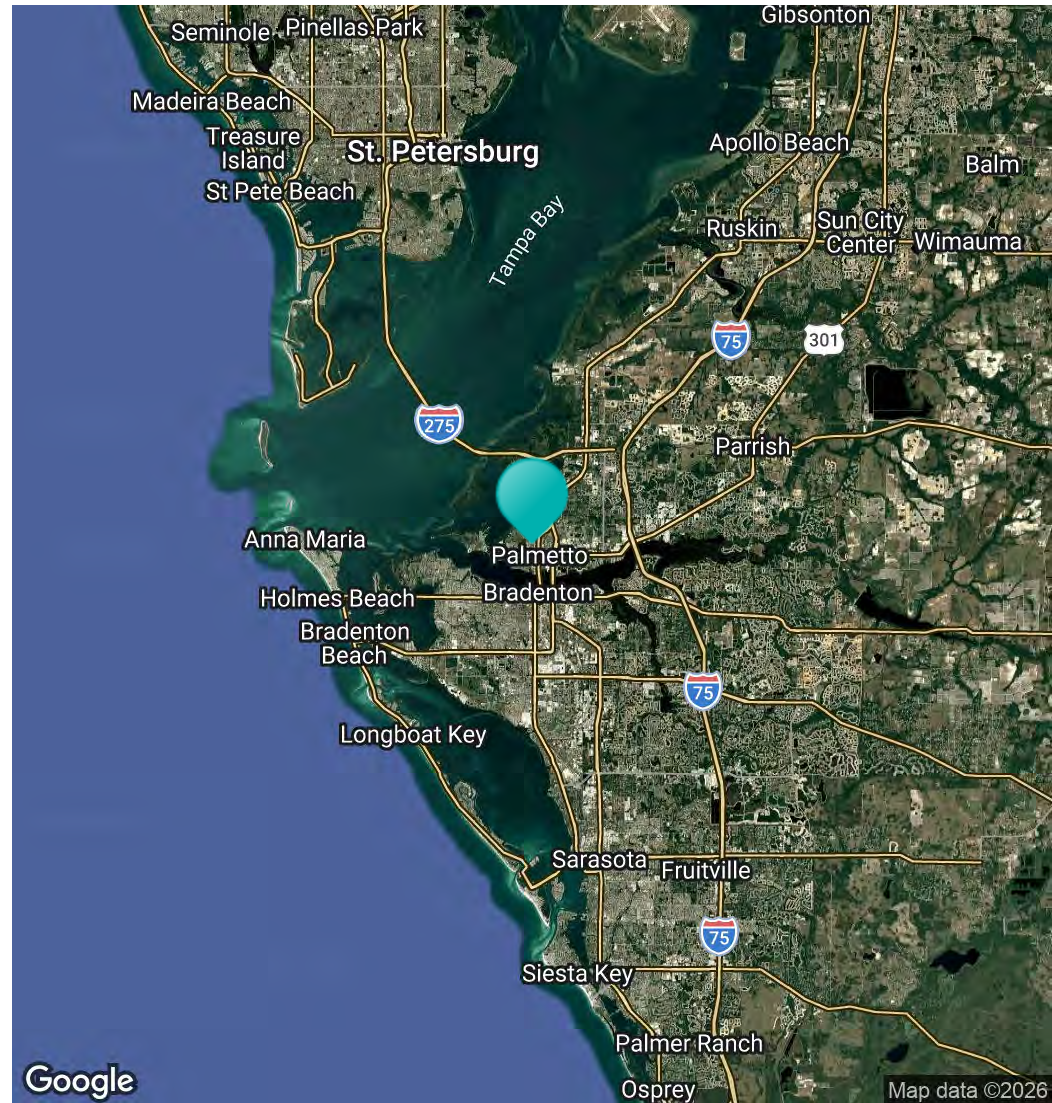 Gibsonton
Seminole
Pinellas Park
Madeira Beach
Treasure
Island
St. Petersburg
Apollo Beach
Balm
St Pete Beach
Tampa Bay
Ruskin
Sun City
Center
Wimauma
75
301
275
Parrish
Anna Maria
Palmetto
Holmes Beach
Bradenton
Bradenton
Beach
75
Longboat Key
Sarasota
Fruitville
75
Siesta Key
Palmer Ranch
Osprey
Google
Map data ©2026